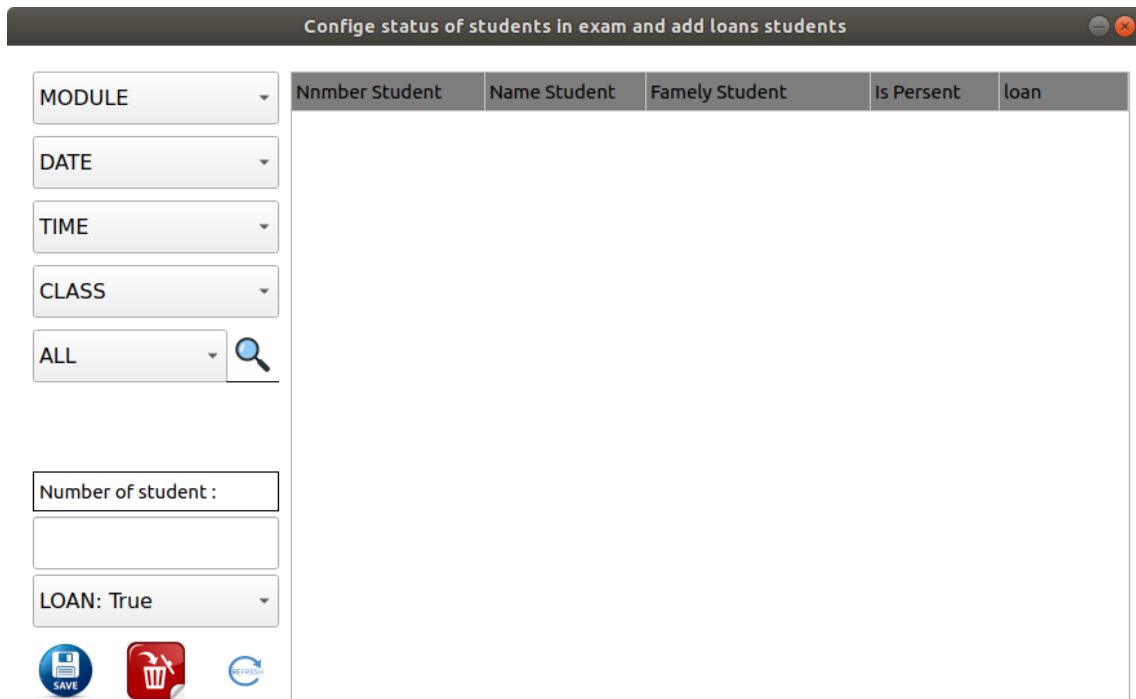 Confige status of students in exam and add loans students
MODULE
DATE
TIME
CLASS
ALL
Nnmber Student Name Student Famely Student Is Persent loan
Number of student :
LOAN: True
SAVE
REFRESH